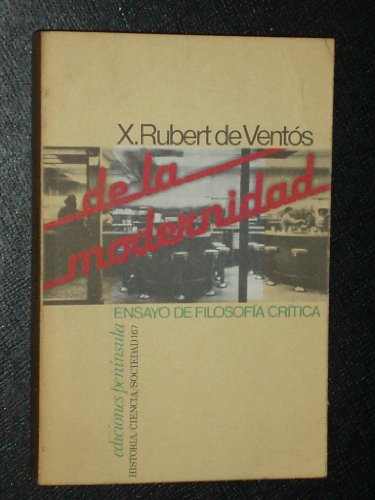 X. Rubert de Ventós
de la
modernidad
ENSAYO DE FILOSOFÍA CRÍTICA
ediciones península
HISTORIA/CIENCIA/SOCIEDAD 167